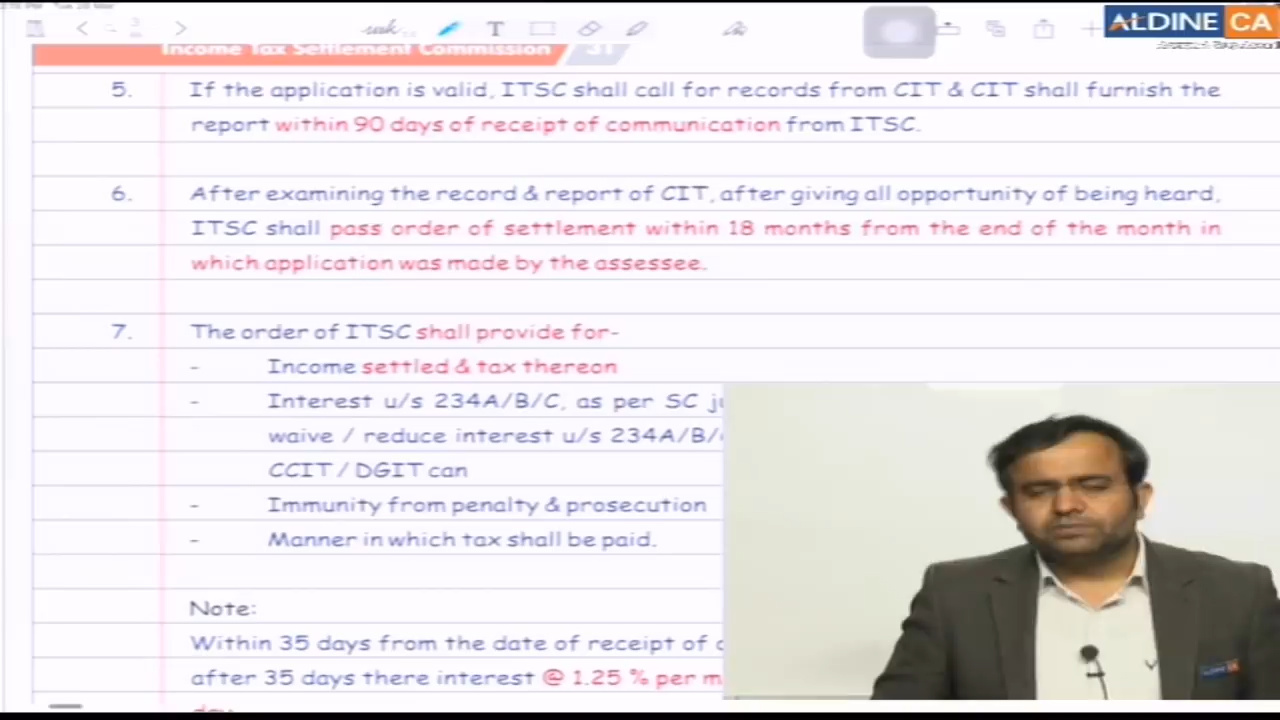 ALDINE CA
Income Tax Settlement Commission 31
5. If the application is valid, ITSC shall call for records from CIT & CIT shall furnish the
report within 90 days of receipt of communication from ITSC.
6. After examining the record & report of CIT, after giving all opportunity of being heard,
ITSC shall pass order of settlement within 18 months from the end of the month in
which application was made by the assessee.
7. The order of ITSC shall provide for-
- Income settled & tax thereon
- Interest u/s 234A/B/C, as per SC
waive / reduce interest u/s 234A/B/
CCIT / DGIT can
- Immunity from penalty & prosecution
- Manner in which tax shall be paid.
Note:
Within 35 days from the date of receipt of
after 35 days there interest @ 1.25 % per
day